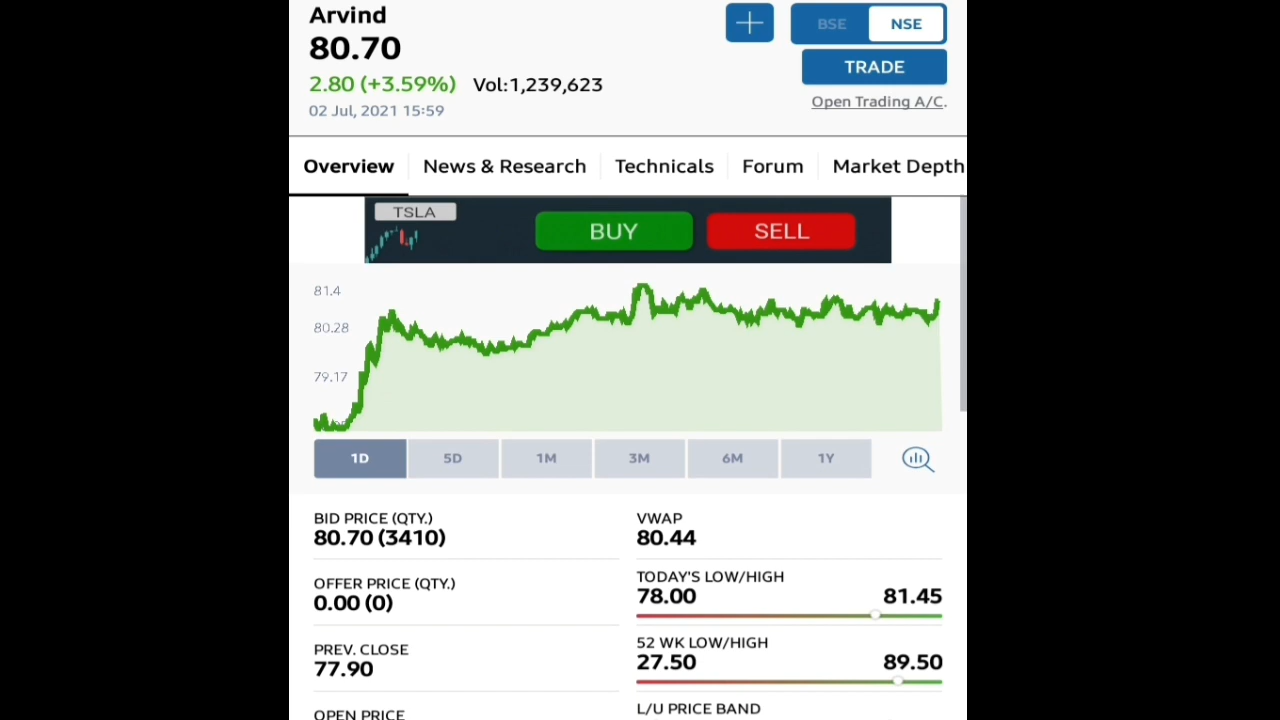 Arvind
80.70
2.80 (+3.59%) Vol:1,239,623
02 Jul, 2021 15:59
BSE NSE
TRADE
Open Trading A/C.
Overview News & Research Technicals Forum Market Depth
TSLA
BUY SELL
81.4
80.28
79.17
1D 5D 1M 3M 6M 1Y
BID PRICE (QTY.)
80.70 (3410)
VWAP
80.44
OFFER PRICE (QTY.)
0.00 (0)
TODAY'S LOW/HIGH
78.00 81.45
PREV. CLOSE
77.90
52 WK LOW/HIGH
27.50 89.50
OPEN PRICE
L/U PRICE BAND